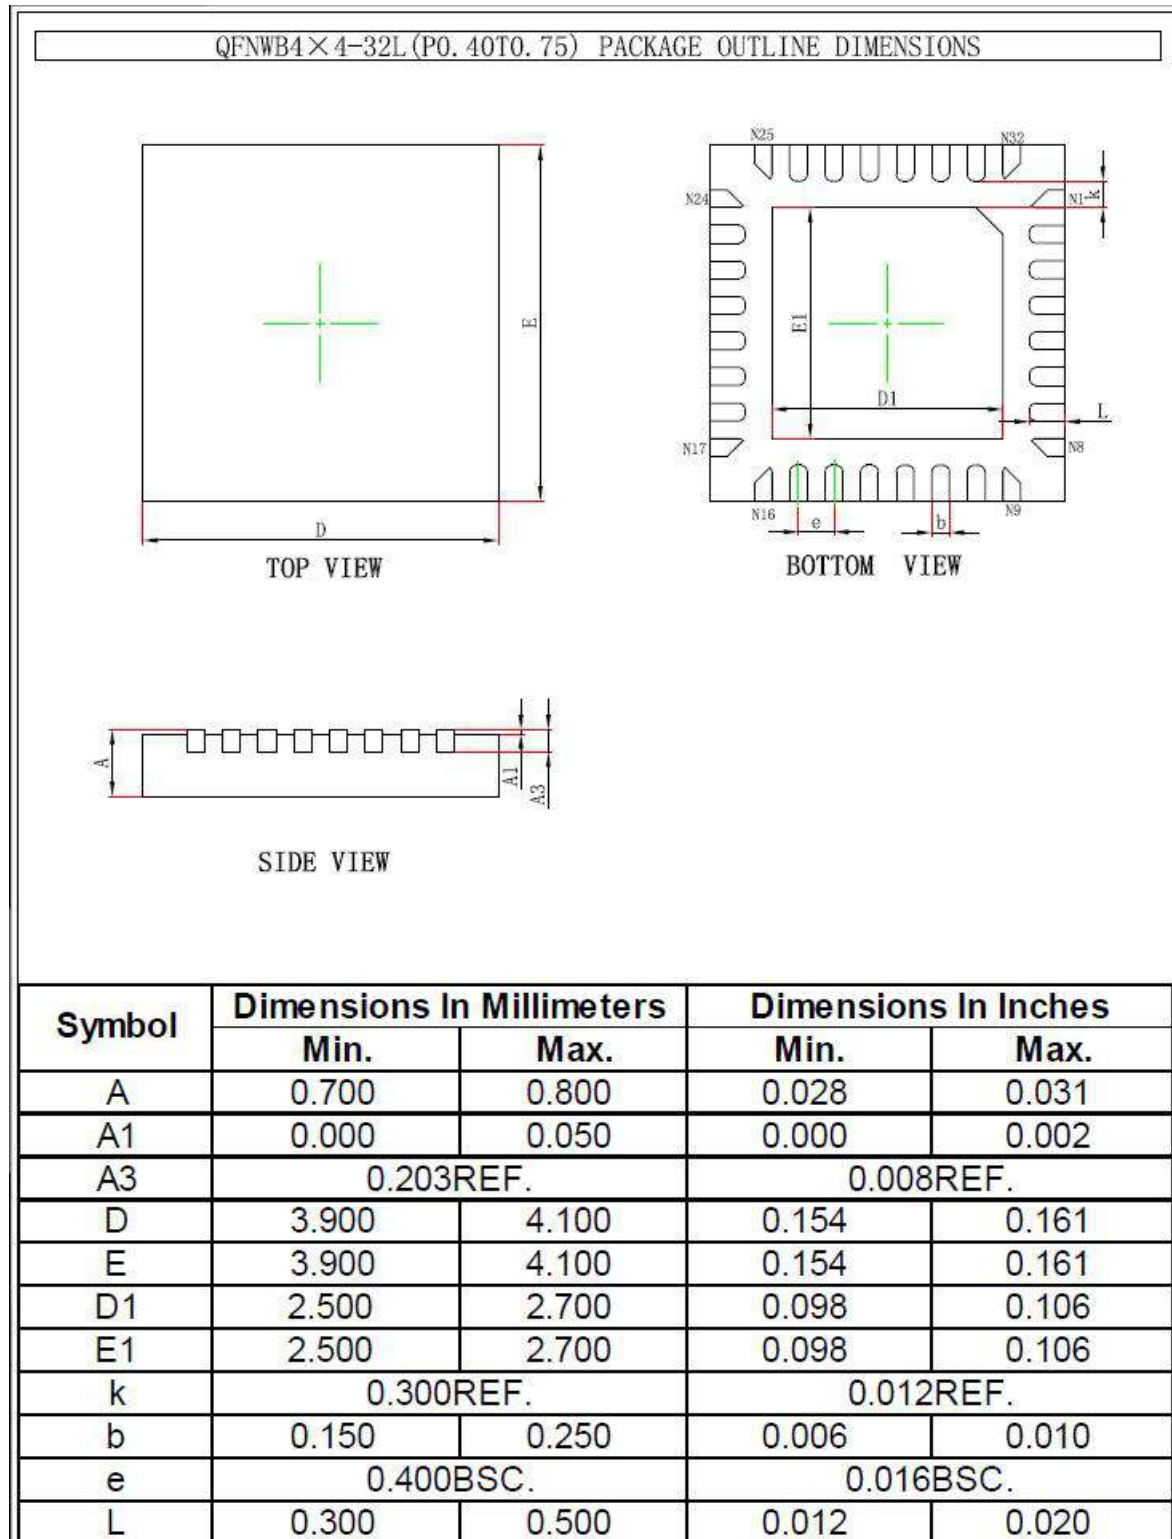 QFNWB4×4-32L(P0.40T0.75) PACKAGE OUTLINE DIMENSIONS
N25 N32
N24 N1 k
E E1
D1 L
N17 N8
N16 e b N9
D
TOP VIEW BOTTOM VIEW
A A1 A3
SIDE VIEW
Symbol Dimensions In Millimeters Dimensions In Inches
Min. Max. Min. Max.
A 0.700 0.800 0.028 0.031
A1 0.000 0.050 0.000 0.002
A3 0.203REF. 0.008REF.
D 3.900 4.100 0.154 0.161
E 3.900 4.100 0.154 0.161
D1 2.500 2.700 0.098 0.106
E1 2.500 2.700 0.098 0.106
k 0.300REF. 0.012REF.
b 0.150 0.250 0.006 0.010
e 0.400BSC. 0.016BSC.
L 0.300 0.500 0.012 0.020